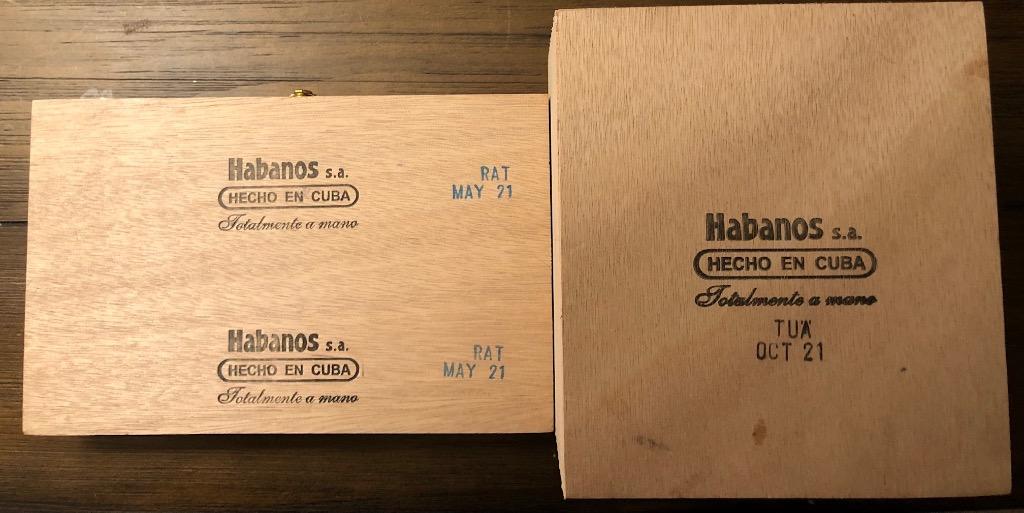 Habanos s.a.
HECHO EN CUBA
Totalmente a mano
RAT
MAY 21
Habanos s.a.
HECHO EN CUBA
Totalmente a mano
RAT
MAY 21
Habanos s.a.
HECHO EN CUBA
Totalmente a mano
TUA
OCT 21